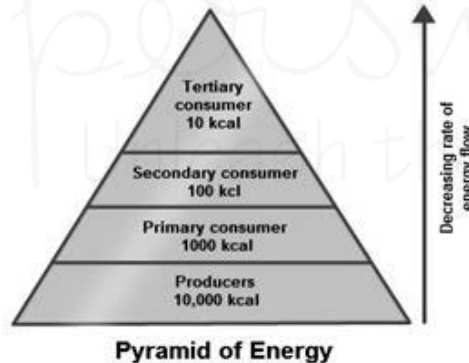 Tertiary
consumer
10 kcal
Secondary consumer
100 kcl
Primary consumer
1000 kcal
Producers
10,000 kcal
Decreasing rate of
energy flow
Pyramid of Energy